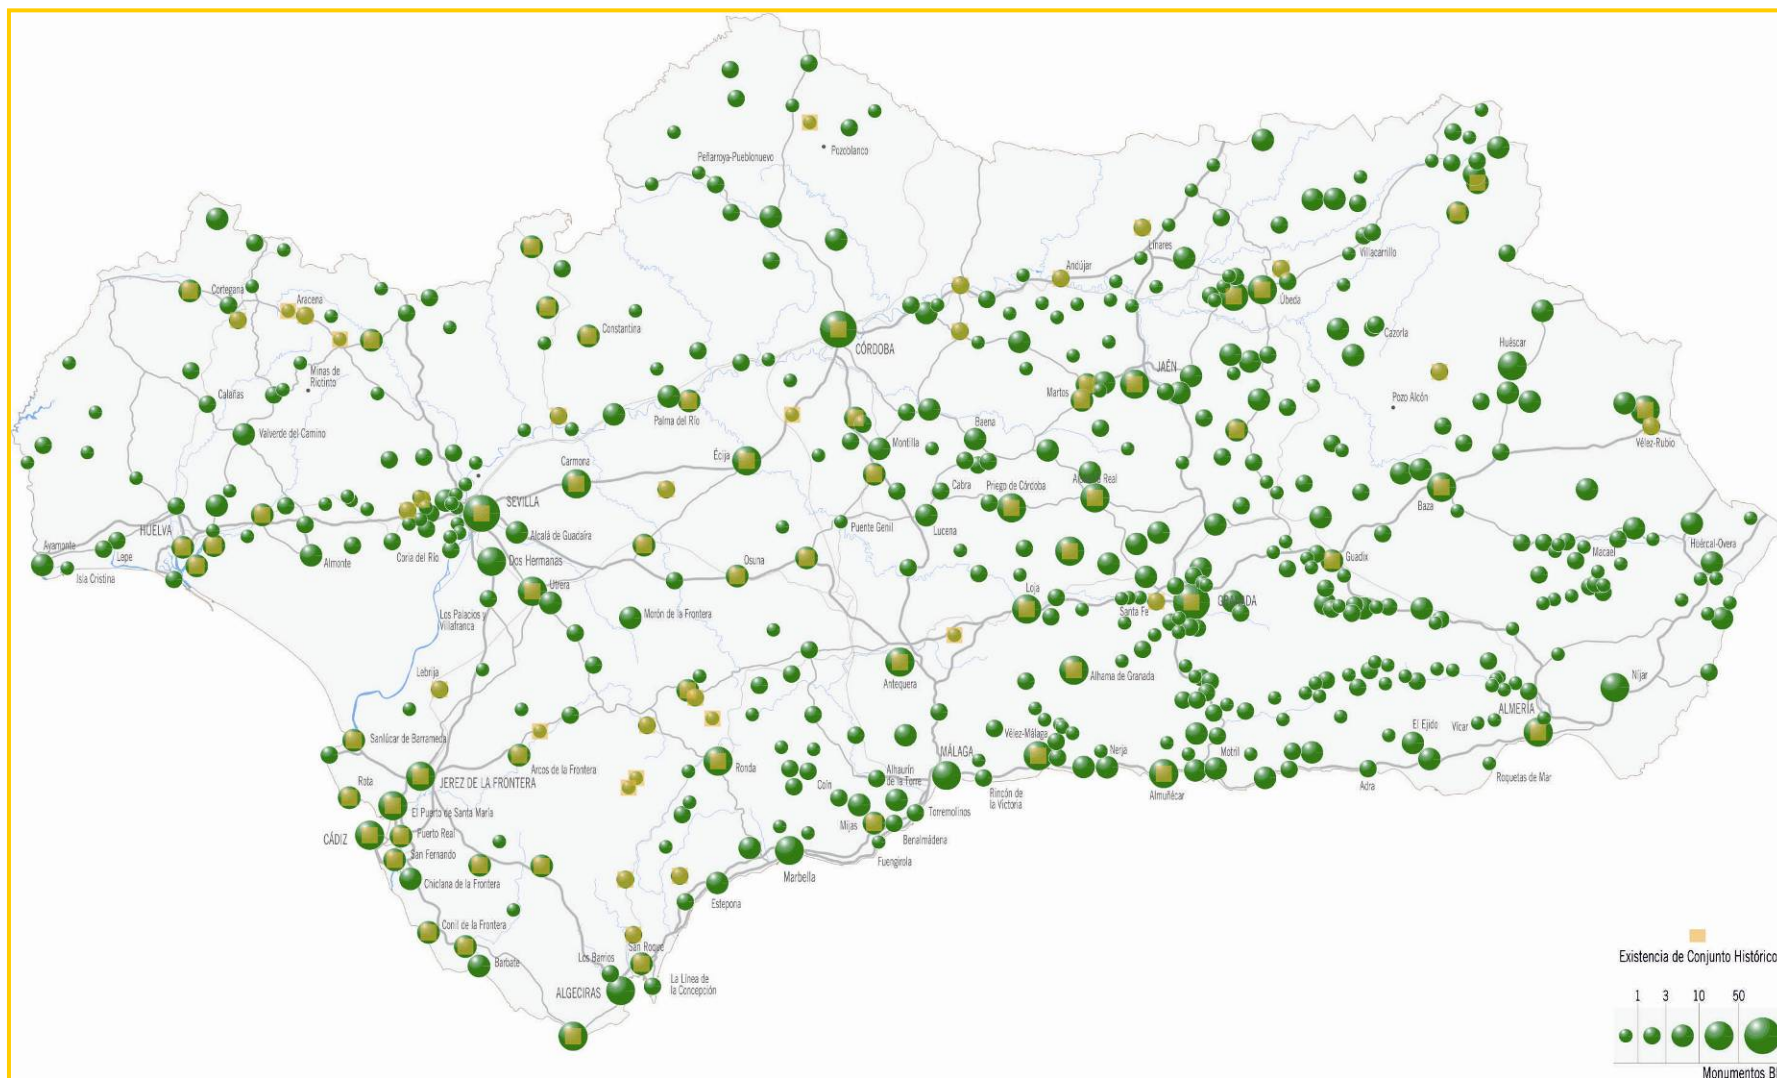 Pozoblanco
Peñarroya-Pueblonuevo
Linares
Andújar
Villacarrillo
Cortegana
Aracena
Úbeda
Constantina
CÓRDOBA
Cazorla
Huéscar
Minas de
Riotinto
JAÉN
Calañas
Martos
Palma del Río
Pozo Alcón
Valverde del Camino
Baena
Montilla
Vélez-Rubio
Écija
Carmona
Alcalá la Real
Cabra
Priego de Córdoba
Baza
SEVILLA
Puente Genil
Lucena
HUELVA
Alcalá de Guadaíra
Ayamonte
Lepe
Almonte
Coria del Río
Dos Hermanas
Osuna
Guadix
Macael
Huércal-Overa
Isla Cristina
Utrera
Loja
Santa Fe
GRANADA
Los Palacios y
Villafranca
Morón de la Frontera
Lebrija
Antequera
Alhama de Granada
Níjar
ALMERÍA
Sanlúcar de Barrameda
Vélez-Málaga
Nerja
Motril
El Ejido
Vícar
MÁLAGA
Arcos de la Frontera
Ronda
Alhaurín
de la Torre
Rota
JEREZ DE LA FRONTERA
Coín
Rincón de
la Victoria
Almuñécar
Adra
Roquetas de Mar
El Puerto de Santa María
Torremolinos
Mijas
CÁDIZ
Puerto Real
Benalmádena
San Fernando
Fuengirola
Chiclana de la Frontera
Marbella
Estepona
Conil de la Frontera
San Roque
Barbate
Los Barrios
La Línea de
la Concepción
ALGECIRAS
Existencia de Conjunto Histórico
1 3 10 50
Monumentos BI